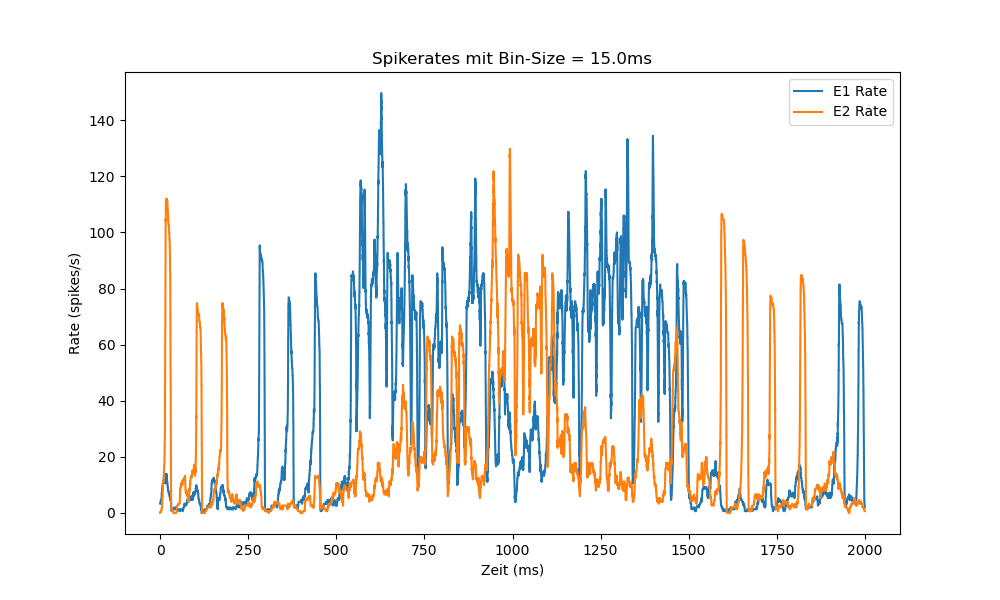 Spikerates mit Bin-Size = 15.0ms
E1 Rate
E2 Rate
Rate (spikes/s)
140
120
100
80
60
40
20
0
0 250 500 750 1000 1250 1500 1750 2000
Zeit (ms)